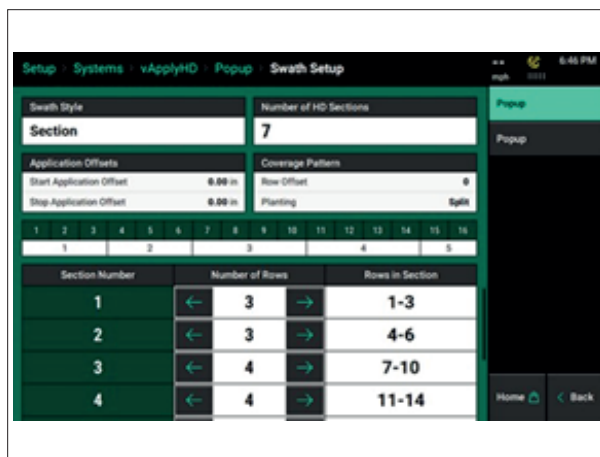 Setup Systems vApplyHD Popup Swath Setup
-- mph
6:46 PM
Swath Style
Number of HD Sections
Section
7
Popup
Popup
Application Offsets
Coverage Pattern
Start Application Offset 0.00 in
Row Offset 0
Stop Application Offset 0.00 in
Planting Split
1 2 3 4 5 6 7 8 9 10 11 12 13 14 15 16
1 2 3 4 5
Section Number Number of Rows Rows in Section
1 ← 3 → 1-3
2 ← 3 → 4-6
3 ← 4 → 7-10
4 ← 4 → 11-14
Home < Back